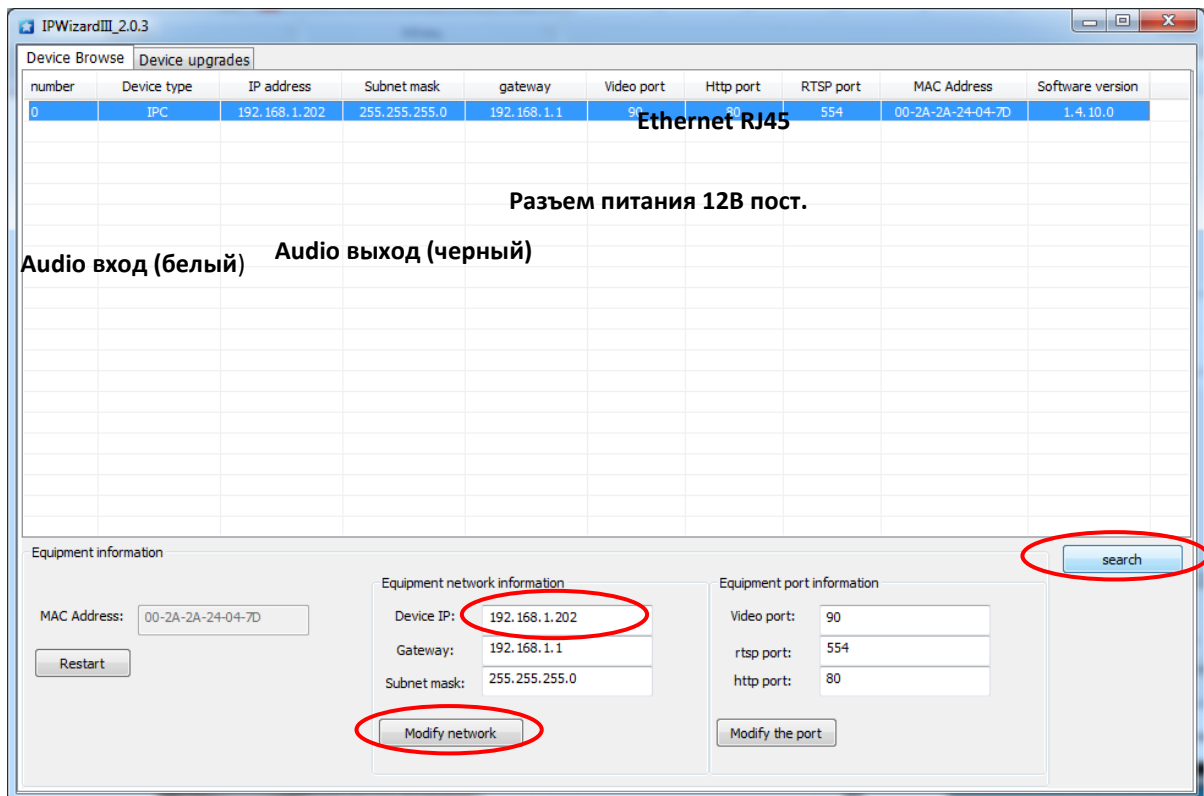 IPWizardIII_2.0.3
Device Browse Device upgrades
number Device type IP address Subnet mask gateway Video port Http port RTSP port MAC Address Software version
0 IPC 192.168.1.202 255.255.255.0 192.168.1.1 90 80 554 00-2A-2A-24-04-7D 1.4.10.0
Ethernet RJ45
Разъем питания 12В пост.
Audio выход (черный)
Audio вход (белый)
Equipment information
search
Equipment network information Equipment port information
MAC Address: 00-2A-2A-24-04-7D Device IP: 192.168.1.202 Video port: 90
Restart Gateway: 192.168.1.1 rtsp port: 554
Subnet mask: 255.255.255.0 http port: 80
Modify network Modify the port